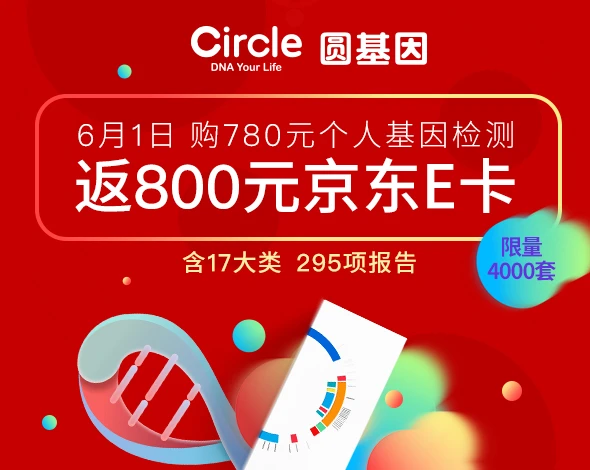 Circle 圆基因
DNA Your Life
6月1日 购780元个人基因检测
返800元京东E卡
含17大类 295项报告
限量
4000套